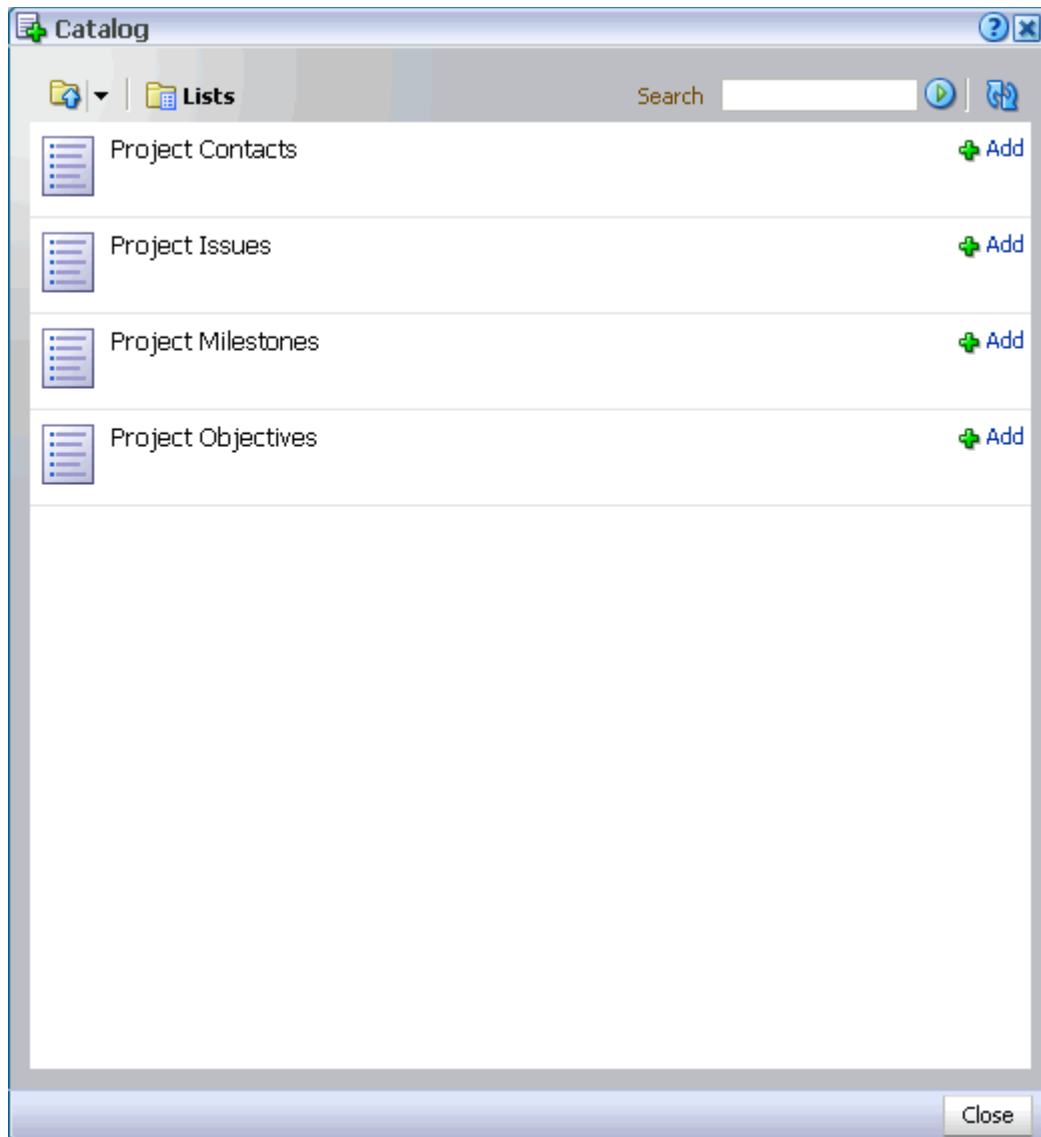 Catalog
Lists Search
Project Contacts Add
Project Issues Add
Project Milestones Add
Project Objectives Add
Close